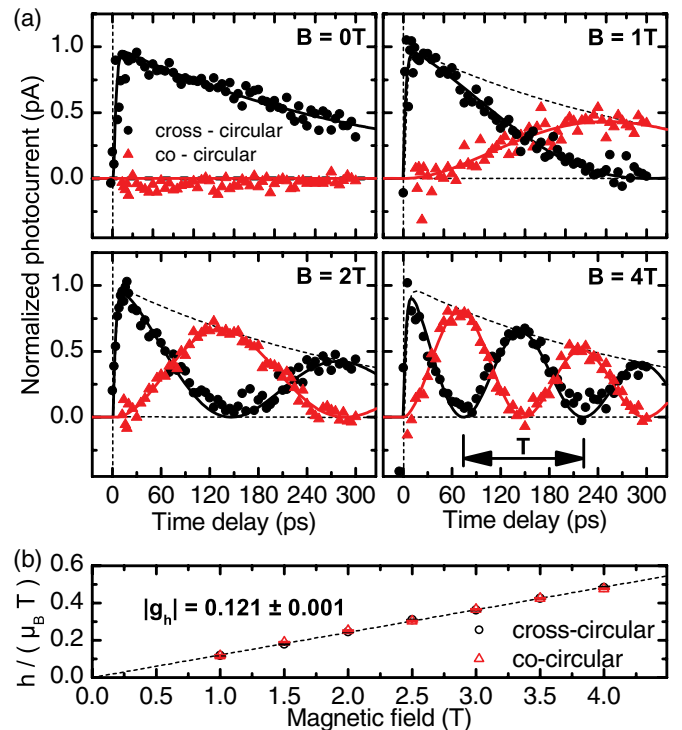 (a)
B = 0T
B = 1T
1.0
0.5
0.0
cross - circular
co - circular
B = 2T
B = 4T
1.0
0.5
0.0
T
0 60 120 180 240 300
0 60 120 180 240 300
Time delay (ps)
Time delay (ps)
Normalized photocurrent (pA)
(b)
0.6
0.4
0.2
0.0
h / ( μB T )
|gh| = 0.121 ± 0.001
cross-circular
co-circular
0.0 0.5 1.0 1.5 2.0 2.5 3.0 3.5 4.0
Magnetic field (T)